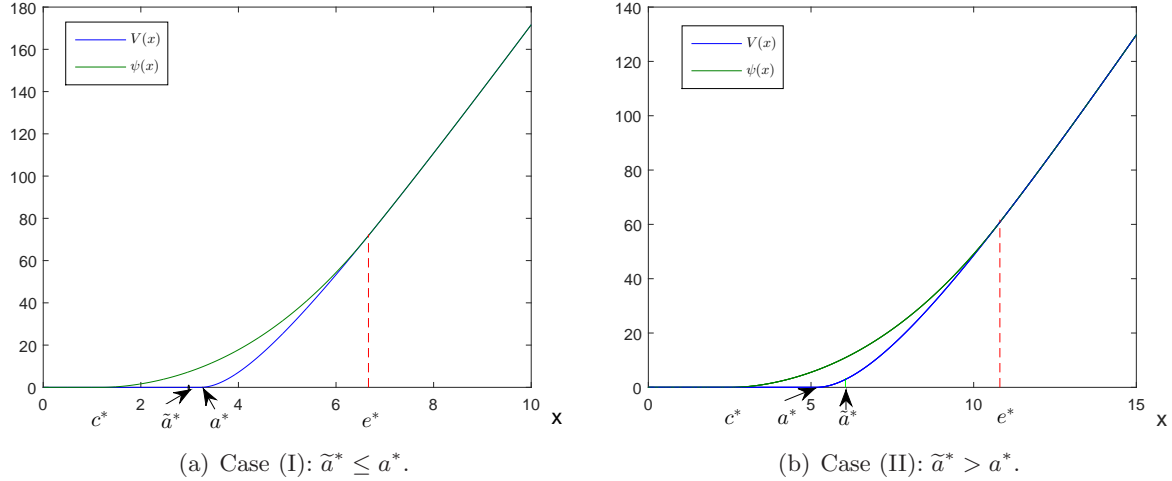 180
160
140
120
100
80
60
40
20
0
V(x)
ψ(x)
0 2 4 6 8 10
c* ã* a* e* x
(a) Case (I): ã* ≤ a*.
140
120
100
80
60
40
20
0
V(x)
ψ(x)
0 5 10 15
c* a* ã* e* x
(b) Case (II): ã* > a*.